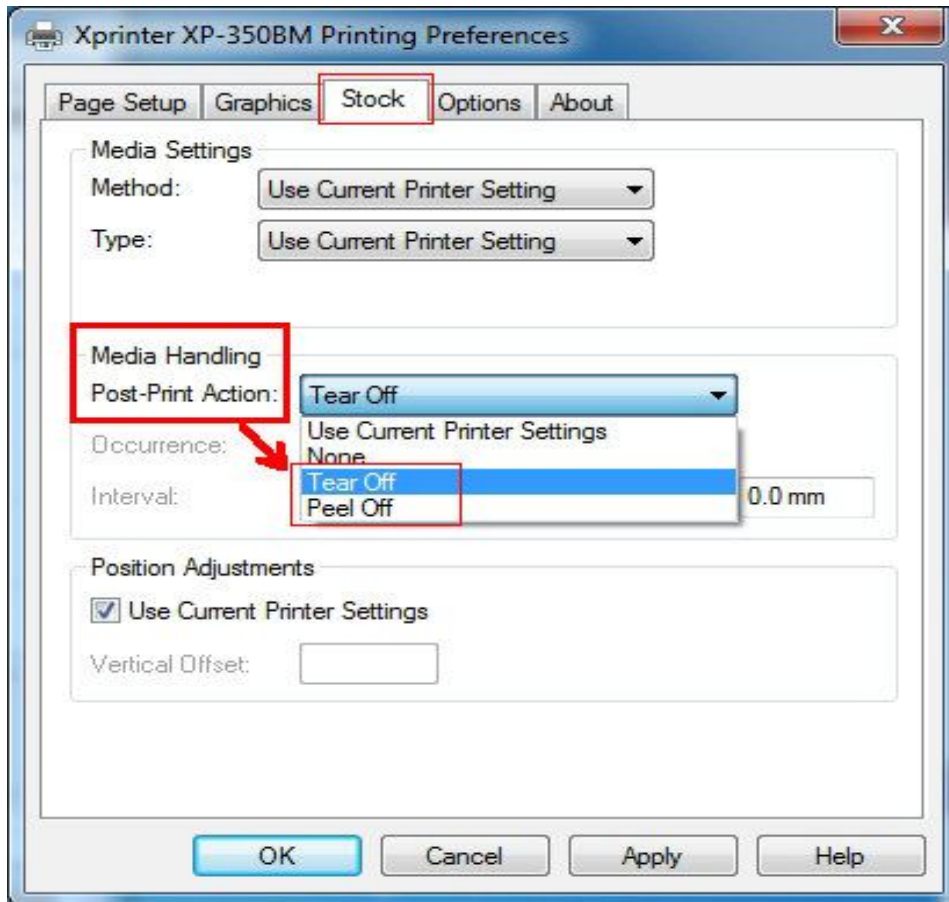 Xprinter XP-350BM Printing Preferences
Page Setup Graphics Stock Options About
Media Settings
Method: Use Current Printer Setting
Type: Use Current Printer Setting
Media Handling
Post-Print Action: Tear Off
Use Current Printer Settings
Occurrence:
None
Tear Off
Interval: 0.0 mm
Peel Off
Position Adjustments
Use Current Printer Settings
Vertical Offset:
OK Cancel Apply Help